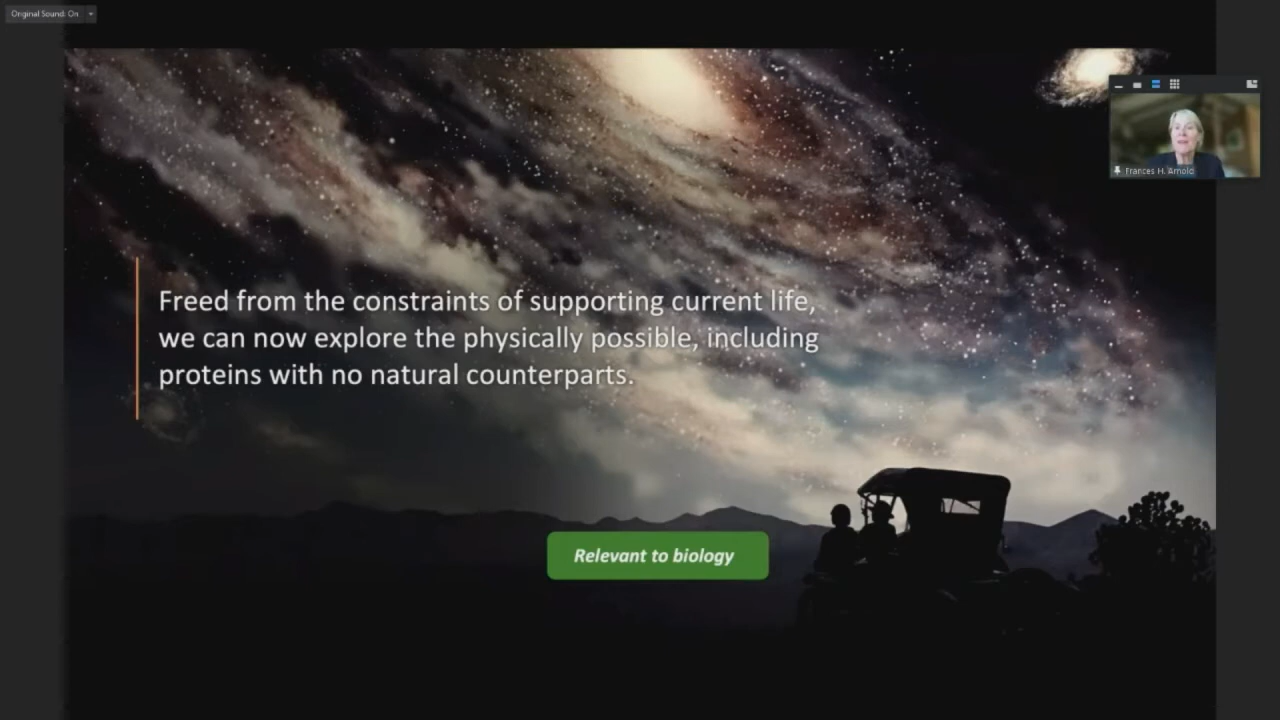 Original Sound: On
Freed from the constraints of supporting current life,
we can now explore the physically possible, including
proteins with no natural counterparts.
Relevant to biology
Frances H. Arnold